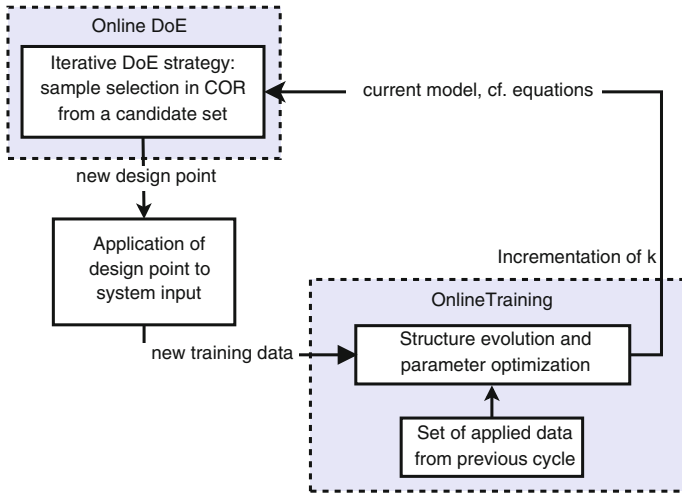 Online DoE
Iterative DoE strategy:
sample selection in COR
from a candidate set
current model, cf. equations
new design point
Application of
design point to
system input
Incrementation of k
OnlineTraining
new training data
Structure evolution and
parameter optimization
Set of applied data
from previous cycle